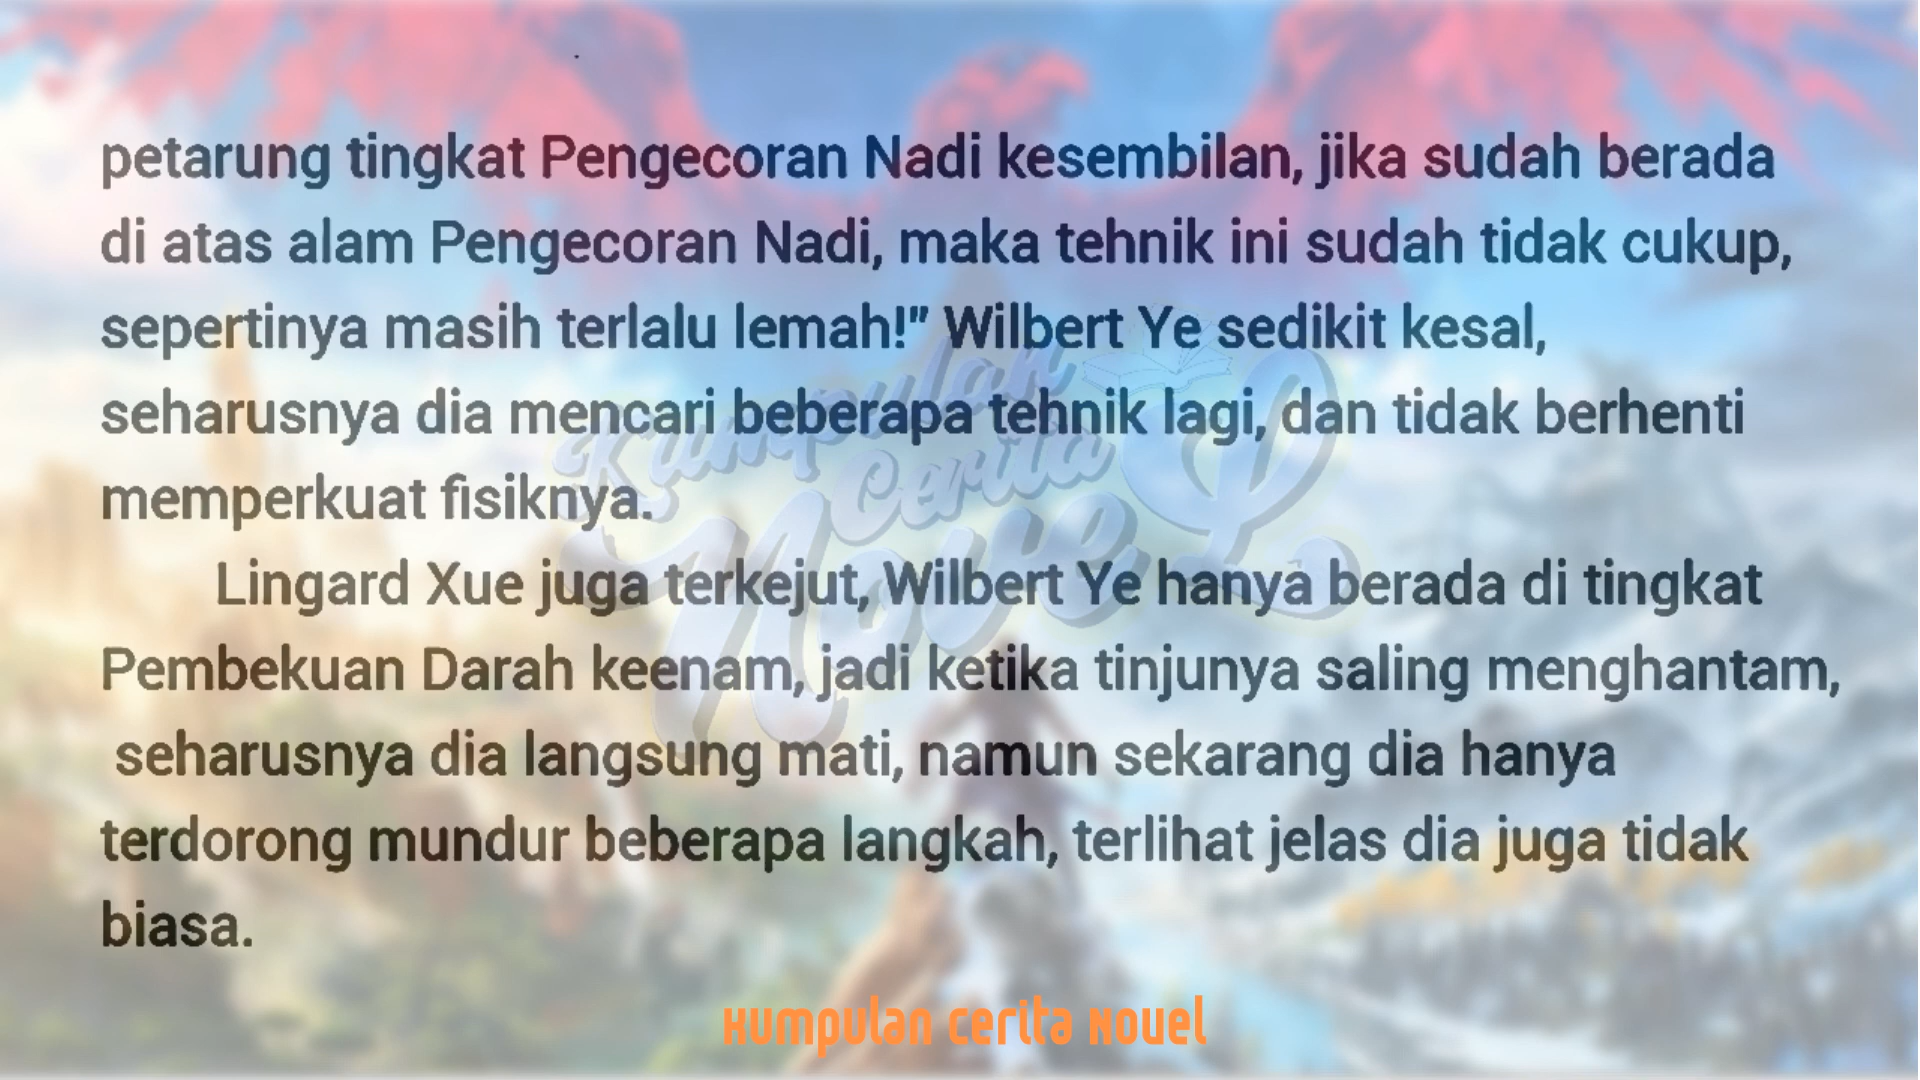 petarung tingkat Pengecoran Nadi kesembilan, jika sudah berada
di atas alam Pengecoran Nadi, maka tehnik ini sudah tidak cukup,
sepertinya masih terlalu lemah!” Wilbert Ye sedikit kesal,
seharusnya dia mencari beberapa tehnik lagi, dan tidak berhenti
memperkuat fisiknya.
Lingard Xue juga terkejut, Wilbert Ye hanya berada di tingkat
Pembekuan Darah keenam, jadi ketika tinjunya saling menghantam,
seharusnya dia langsung mati, namun sekarang dia hanya
terdorong mundur beberapa langkah, terlihat jelas dia juga tidak
biasa.
Kumpulan
Cerita
Novel
Kumpulan Cerita Novel